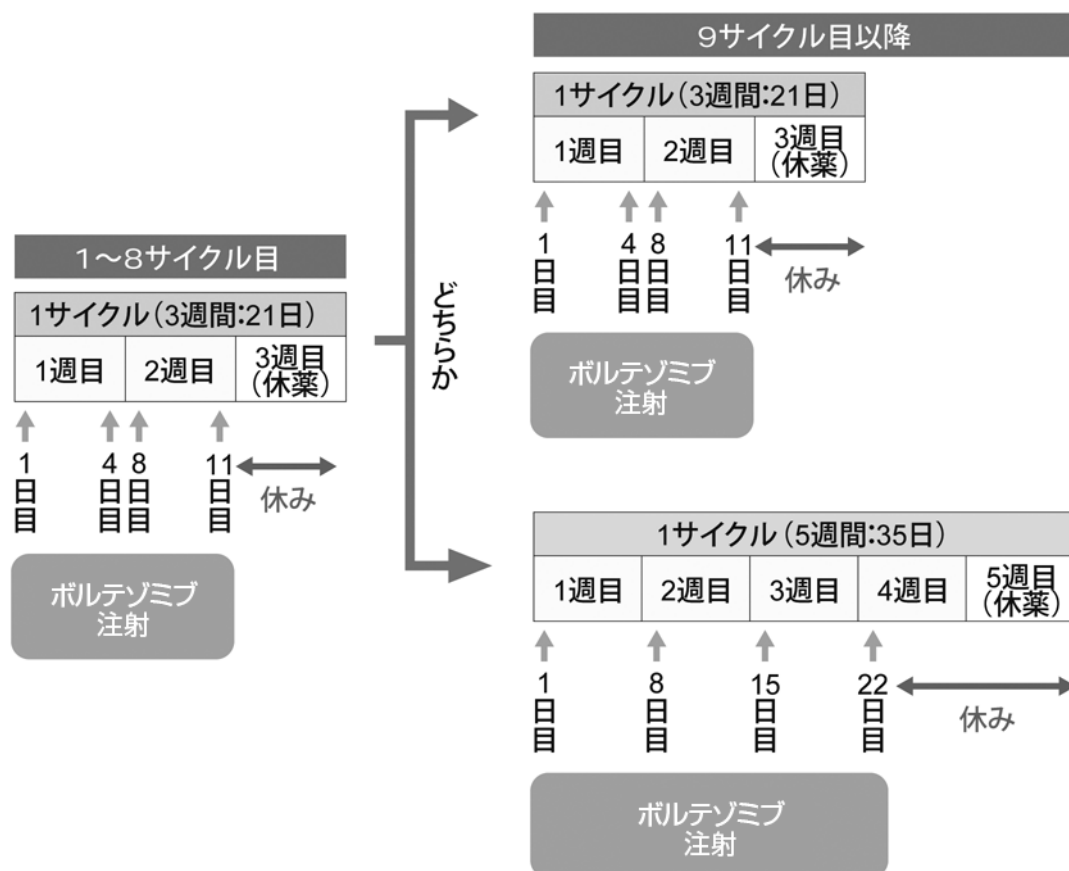 1~8サイクル目
1サイクル（3週間:21日）
1週目
2週目
3週目
（休薬）
1日目
4日目
8日目
11日目
休み
ボルテゾミブ
注射
どちらか
9サイクル目以降
1サイクル（3週間:21日）
1週目
2週目
3週目
（休薬）
1日目
4日目
8日目
11日目
休み
ボルテゾミブ
注射
1サイクル（5週間:35日）
1週目
2週目
3週目
4週目
5週目
（休薬）
1日目
8日目
15日目
22日目
休み
ボルテゾミブ
注射